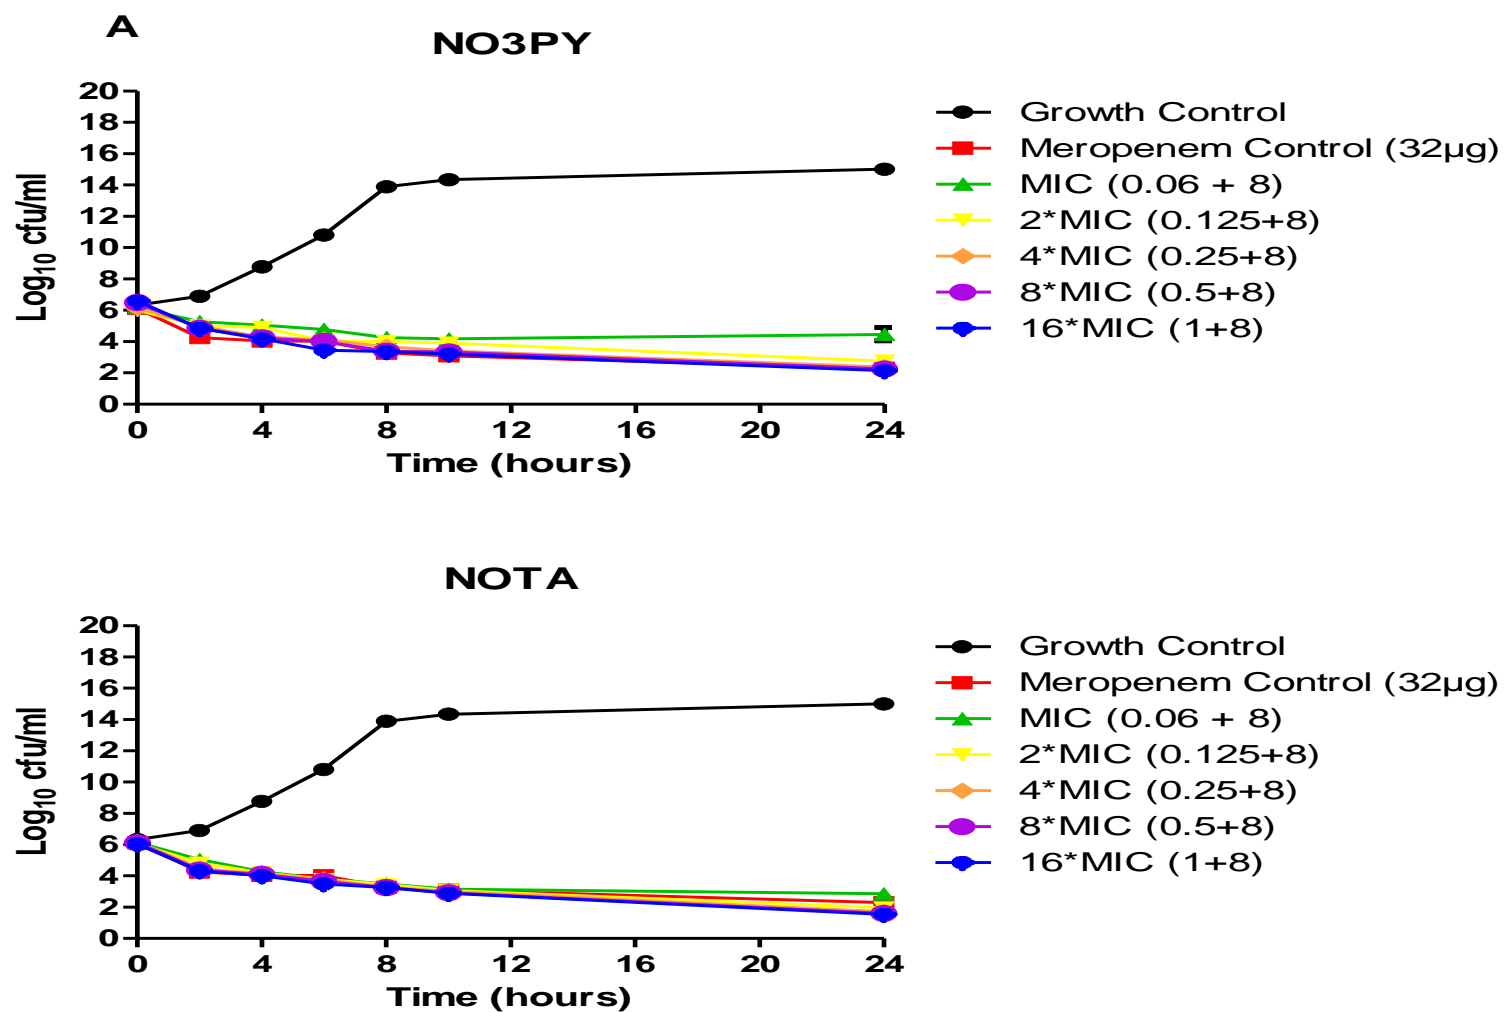 A
NO3PY
20
18
16
14
12
10
8
6
4
2
0
Log10 cfu/ml
0 4 8 12 16 20 24
Time (hours)
Growth Control
Meropenem Control (32µg)
MIC (0.06 + 8)
2*MIC (0.125+8)
4*MIC (0.25+8)
8*MIC (0.5+8)
16*MIC (1+8)
NOTA
20
18
16
14
12
10
8
6
4
2
0
Log10 cfu/ml
0 4 8 12 16 20 24
Time (hours)
Growth Control
Meropenem Control (32µg)
MIC (0.06 + 8)
2*MIC (0.125+8)
4*MIC (0.25+8)
8*MIC (0.5+8)
16*MIC (1+8)